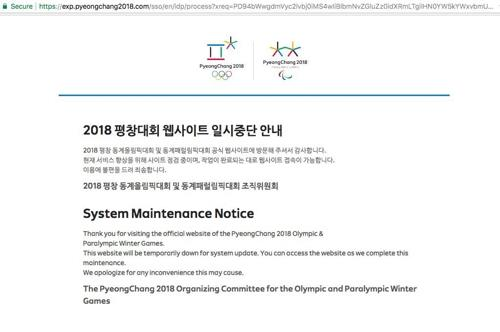 Secure https://exp.pyeongchang2018.com/sso/en/idp/process?xreq=
PyeongChang 2018 PyeongChang 2018
2018 평창대회 웹사이트 일시중단 안내
2018 평창 동계올림픽대회 및 동계패럴림픽대회 공식 웹사이트에 방문해 주셔서 감사합니다.
현재 서비스 향상을 위해 사이트 점검 중이며, 작업이 완료되는 대로 웹사이트 접속이 가능합니다.
이용에 불편을 드려 죄송합니다.
2018 평창 동계올림픽대회 및 동계패럴림픽대회 조직위원회
System Maintenance Notice
Thank you for visiting the official website of the PyeongChang 2018 Olympic &
Paralympic Winter Games.
This website will be temporarily down for system update. You can access the website as we complete this
maintenance.
We apologize for any inconvenience this may cause.
The PyeongChang 2018 Organizing Committee for the Olympic and Paralympic Winter
Games